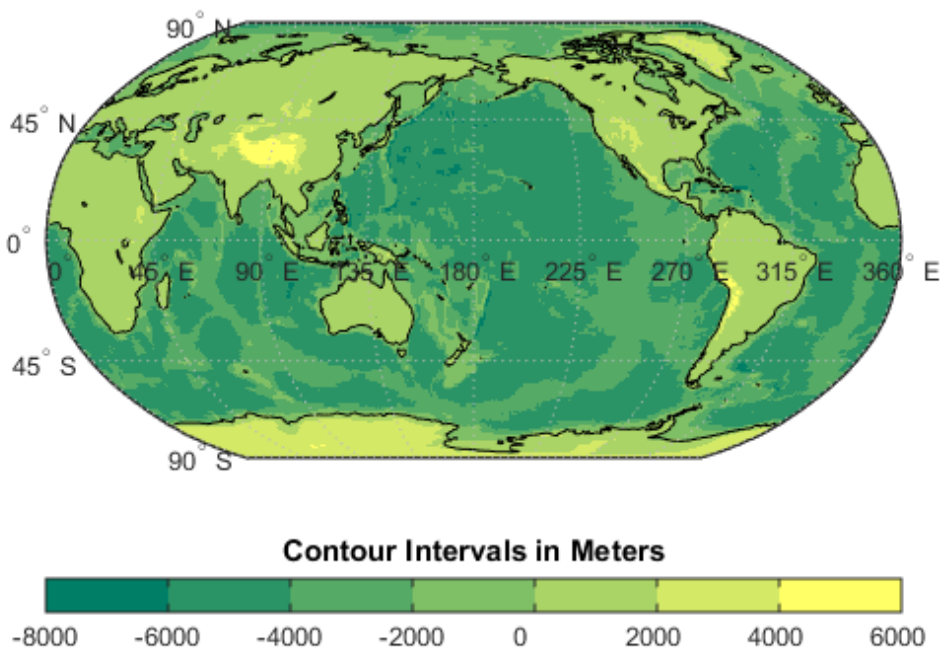 90° N
45° N
0°
0° E 45° E 90° E 135° E 180° E 225° E 270° E 315° E 360° E
45° S
90° S
Contour Intervals in Meters
-8000 -6000 -4000 -2000 0 2000 4000 6000